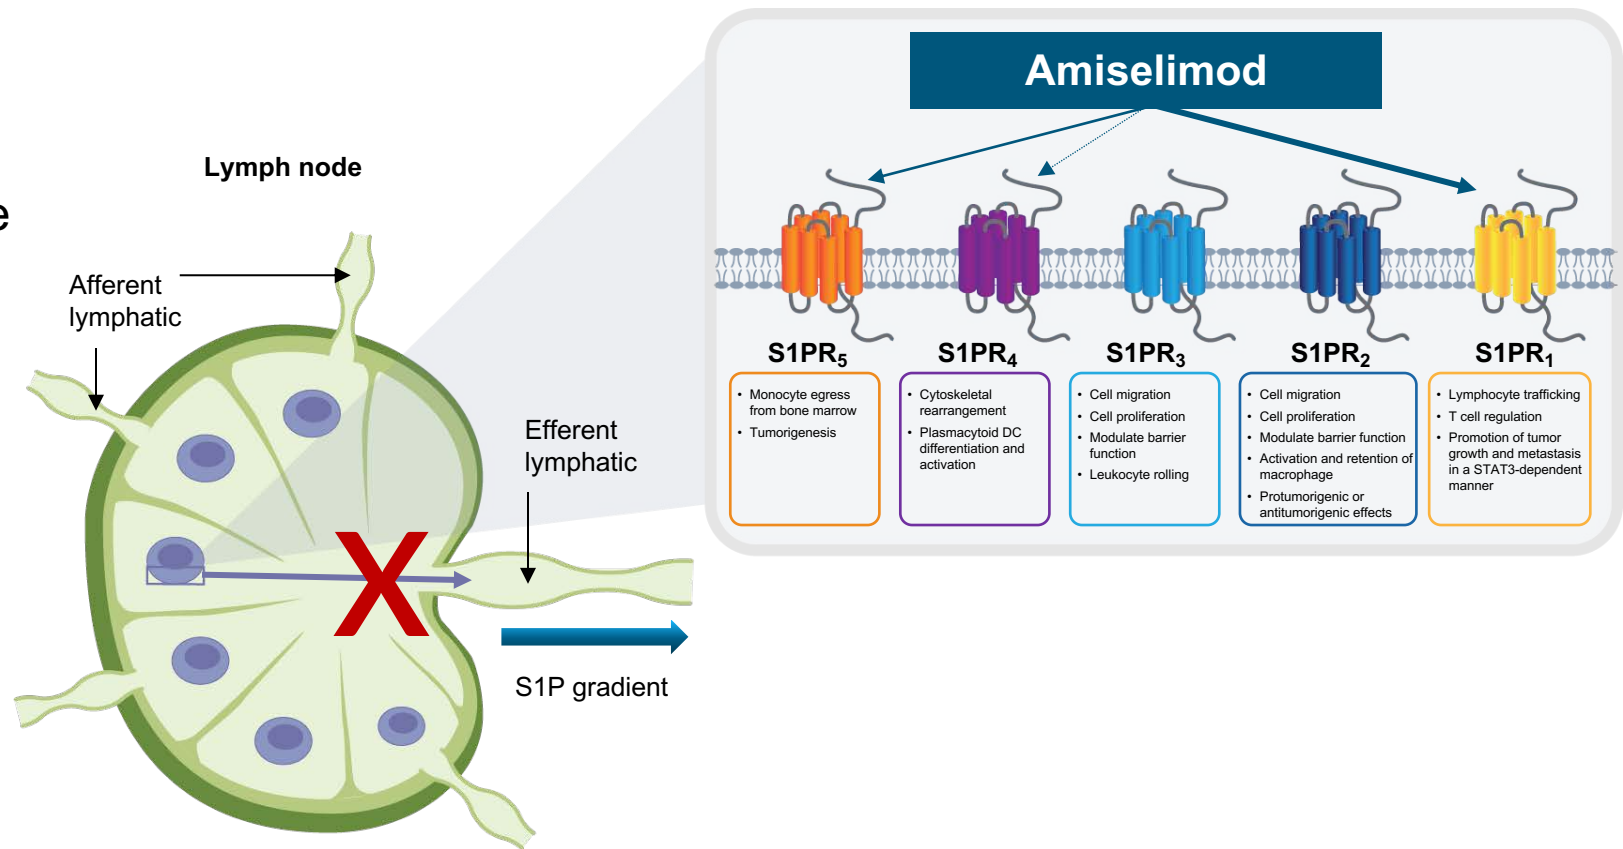 Amiselimod
Lymph node
e
Afferent
lymphatic
Efferent
lymphatic
X
S1P gradient
S1PR₅
• Monocyte egress
from bone marrow
• Tumorigenesis
S1PR₄
• Cytoskeletal
rearrangement
• Plasmacytoid DC
differentiation and
activation
S1PR₃
• Cell migration
• Cell proliferation
• Modulate barrier
function
• Leukocyte rolling
S1PR₂
• Cell migration
• Cell proliferation
• Modulate barrier function
• Activation and retention of
macrophage
• Protumorigenic or
antitumorigenic effects
S1PR₁
• Lymphocyte trafficking
• T cell regulation
• Promotion of tumor
growth and metastasis
in a STAT3-dependent
manner